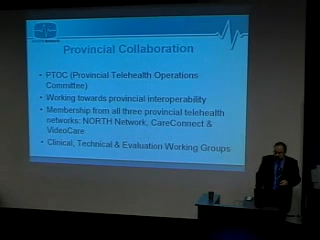 Provincial Collaboration
• PTOC (Provincial Telehealth Operations
Committee)
• Working towards provincial interoperability
• Membership from all three provincial telehealth
networks: NORTH Network, CareConnect &
VideoCare
• Clinical, Technical & Evaluation Working Groups